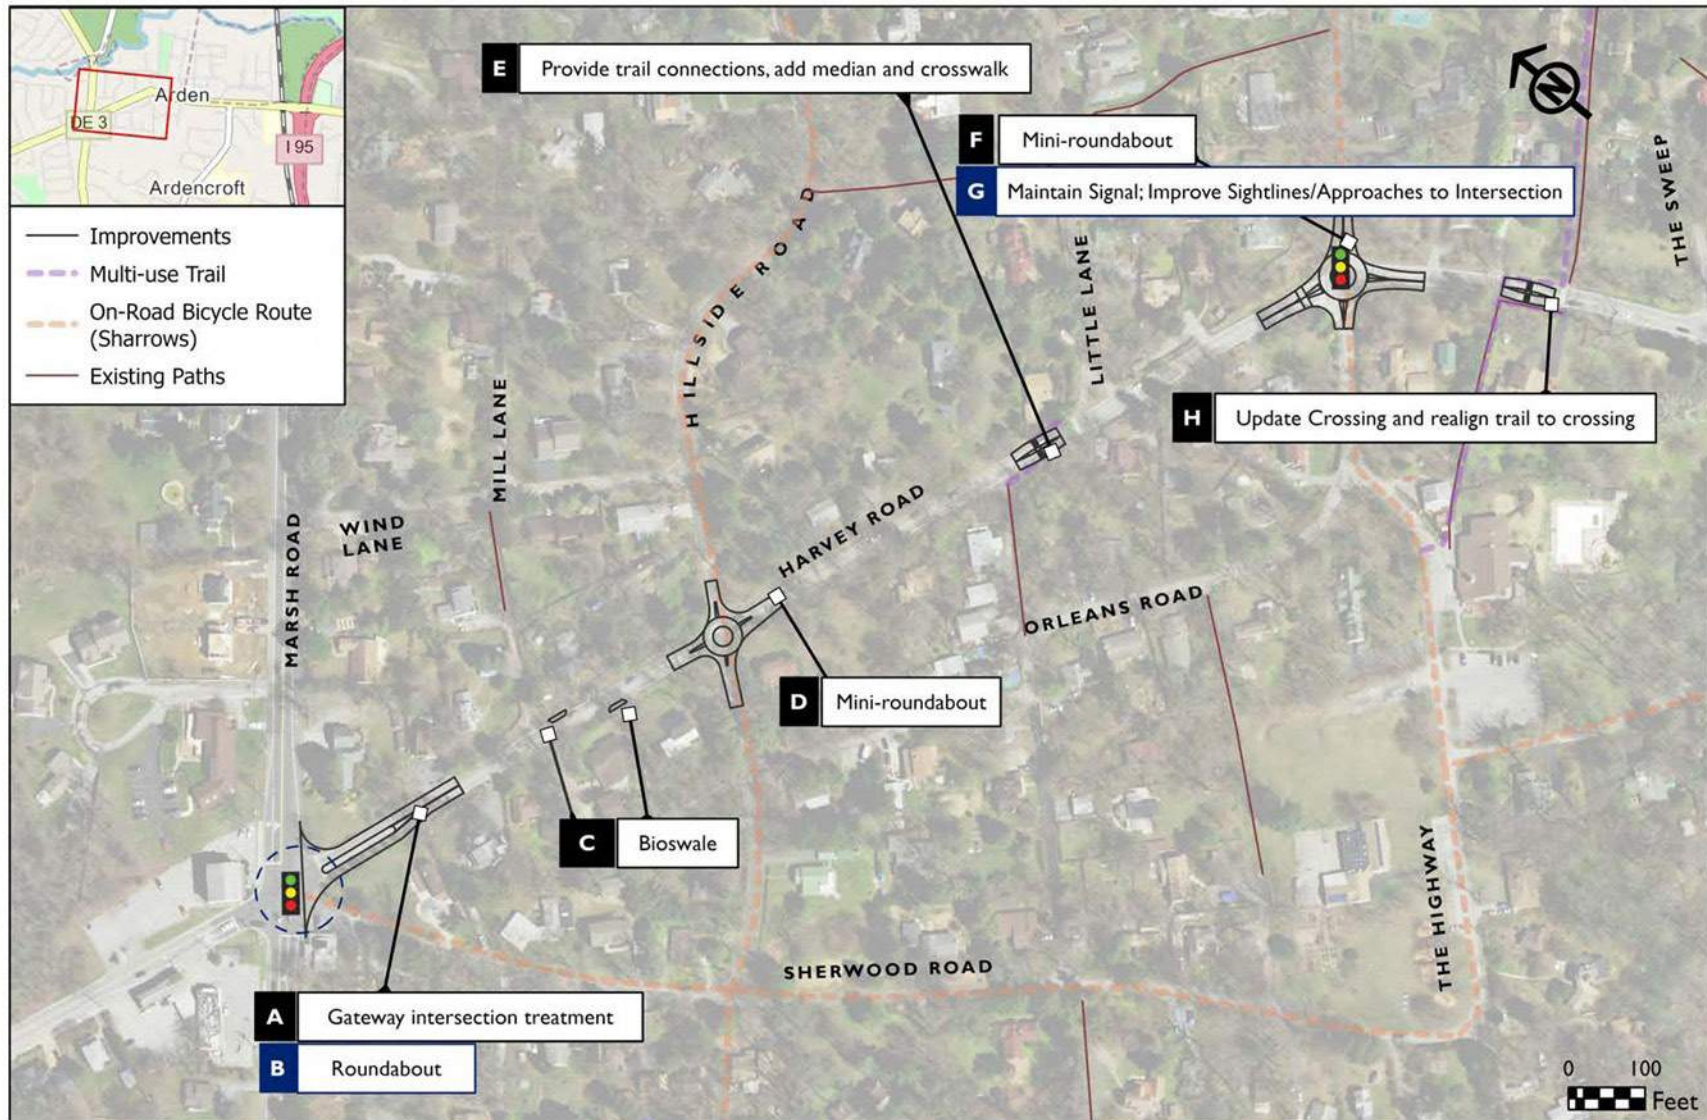 Arden
DE 3
I 95
Ardencroft
Improvements
Multi-use Trail
On-Road Bicycle Route
(Sharrows)
Existing Paths
E Provide trail connections, add median and crosswalk
N
F Mini-roundabout
G Maintain Signal; Improve Sightlines/Approaches to Intersection
THE SWEEP
HILLSIDE ROAD
LITTLE LANE
H Update Crossing and realign trail to crossing
MILL LANE
WIND
LANE
MARSH ROAD
HARVEY ROAD
ORLEANS ROAD
D Mini-roundabout
C Bioswale
THE HIGHWAY
SHERWOOD ROAD
A Gateway intersection treatment
B Roundabout
0 100
Feet